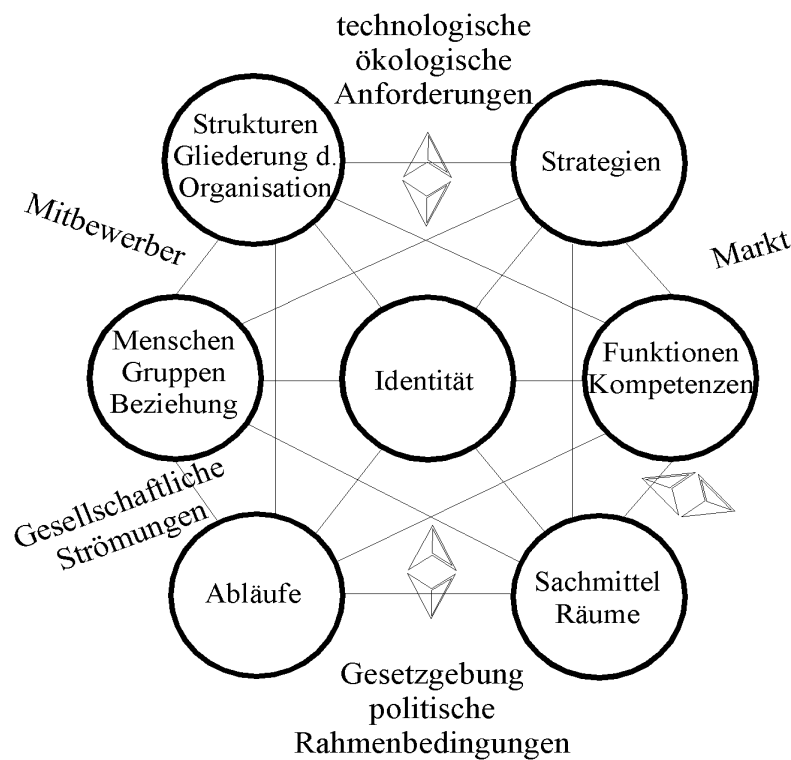 technologische
ökologische
Anforderungen
Strukturen
Gliederung d.
Organisation
Strategien
Mitbewerber
Markt
Menschen
Gruppen
Beziehung
Identität
Funktionen
Kompetenzen
Gesellschaftliche
Strömungen
Abläufe
Sachmittel
Räume
Gesetzgebung
politische
Rahmenbedingungen